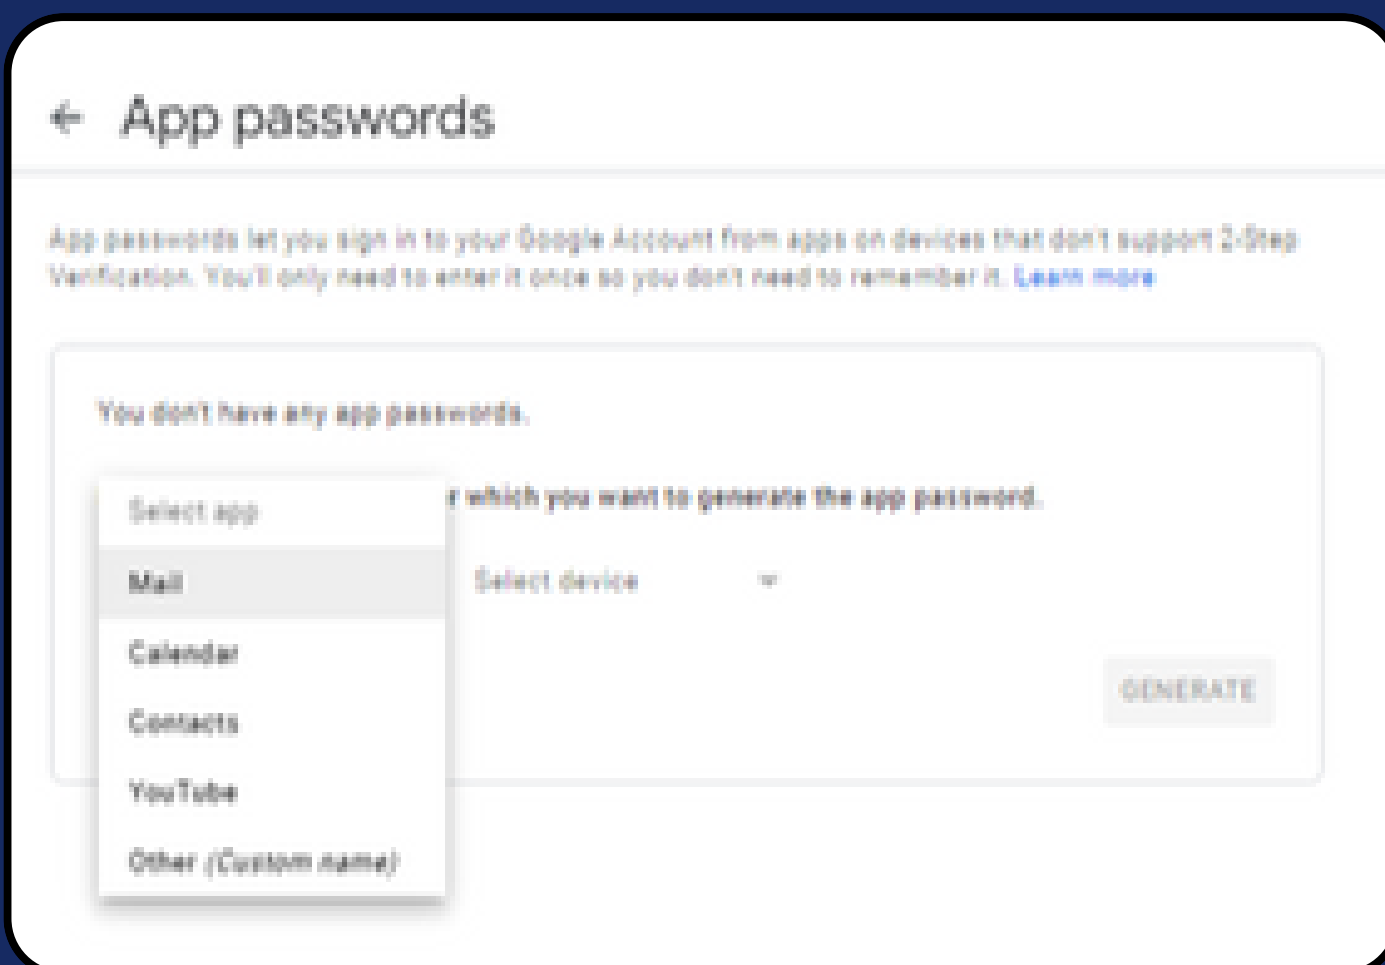 App passwords
App passwords let you sign in to your Google Account from apps on devices that don't support 2-Step
Verification. You'll only need to enter it once so you don't need to remember it. Learn more
You don't have any app passwords.
which you want to generate the app password.
Select app
Mail
Select device
Calendar
Contacts
GENERATE
YouTube
Other (Custom name)